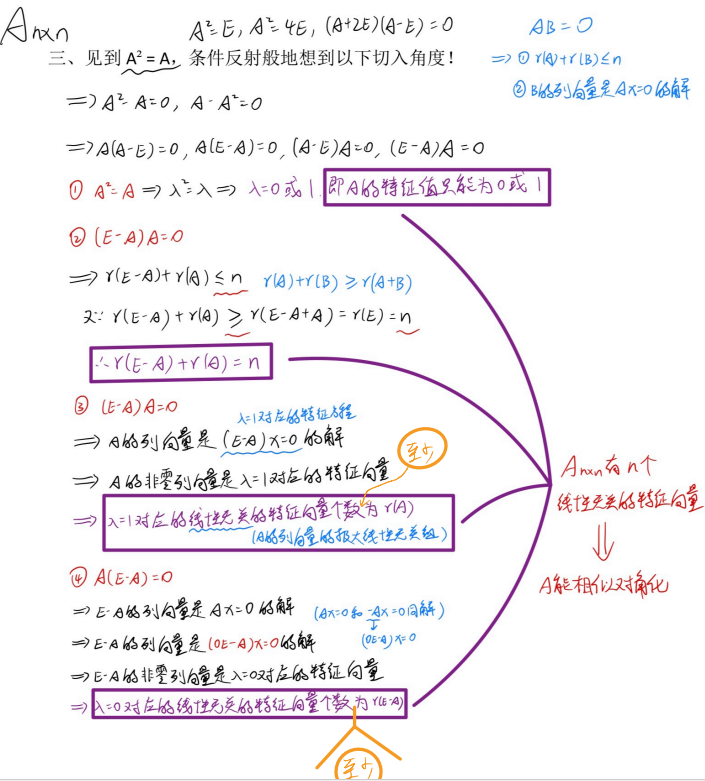 Anxn
A²=E, A²=4E, (A+2E)(A-E)=0
AB=0
三、见到 A²=A，条件反射般地想到以下切入角度！
⇒ ① r(A)+r(B)≤n
② B的列向量是Ax=0的解
⇒ A²-A=0, A-A²=0
⇒ A(A-E)=0, A(E-A)=0, (A-E)A=0, (E-A)A=0
① A²=A ⇒ λ²=λ ⇒ λ=0或1. 即A的特征值只能为0或1
② (E-A)A=0
⇒ r(E-A)+r(A)≤n r(A)+r(B)≥r(A+B)
又∵ r(E-A)+r(A)≥r(E-A+A)=r(E)=n
∴r(E-A)+r(A)=n
③ (E-A)A=0
λ=1对应的特征方程
⇒ A的列向量是(E-A)x=0的解
至少
⇒ A的非零列向量是λ=1对应的特征向量
⇒ λ=1对应的线性无关的特征向量个数为r(A)
(A的列向量的极大线性无关组)
Anxn有n个
线性无关的特征向量
⇓
A能相似对角化
④ A(E-A)=0
⇒ E-A的列向量是Ax=0的解 (Ax=0和-Ax=0同解)
⇒ E-A的列向量是(0E-A)x=0的解 (0E-A)x=0
⇒ E-A的非零列向量是λ=0对应的特征向量
⇒ λ=0对应的线性无关的特征向量个数为r(E-A)
至少